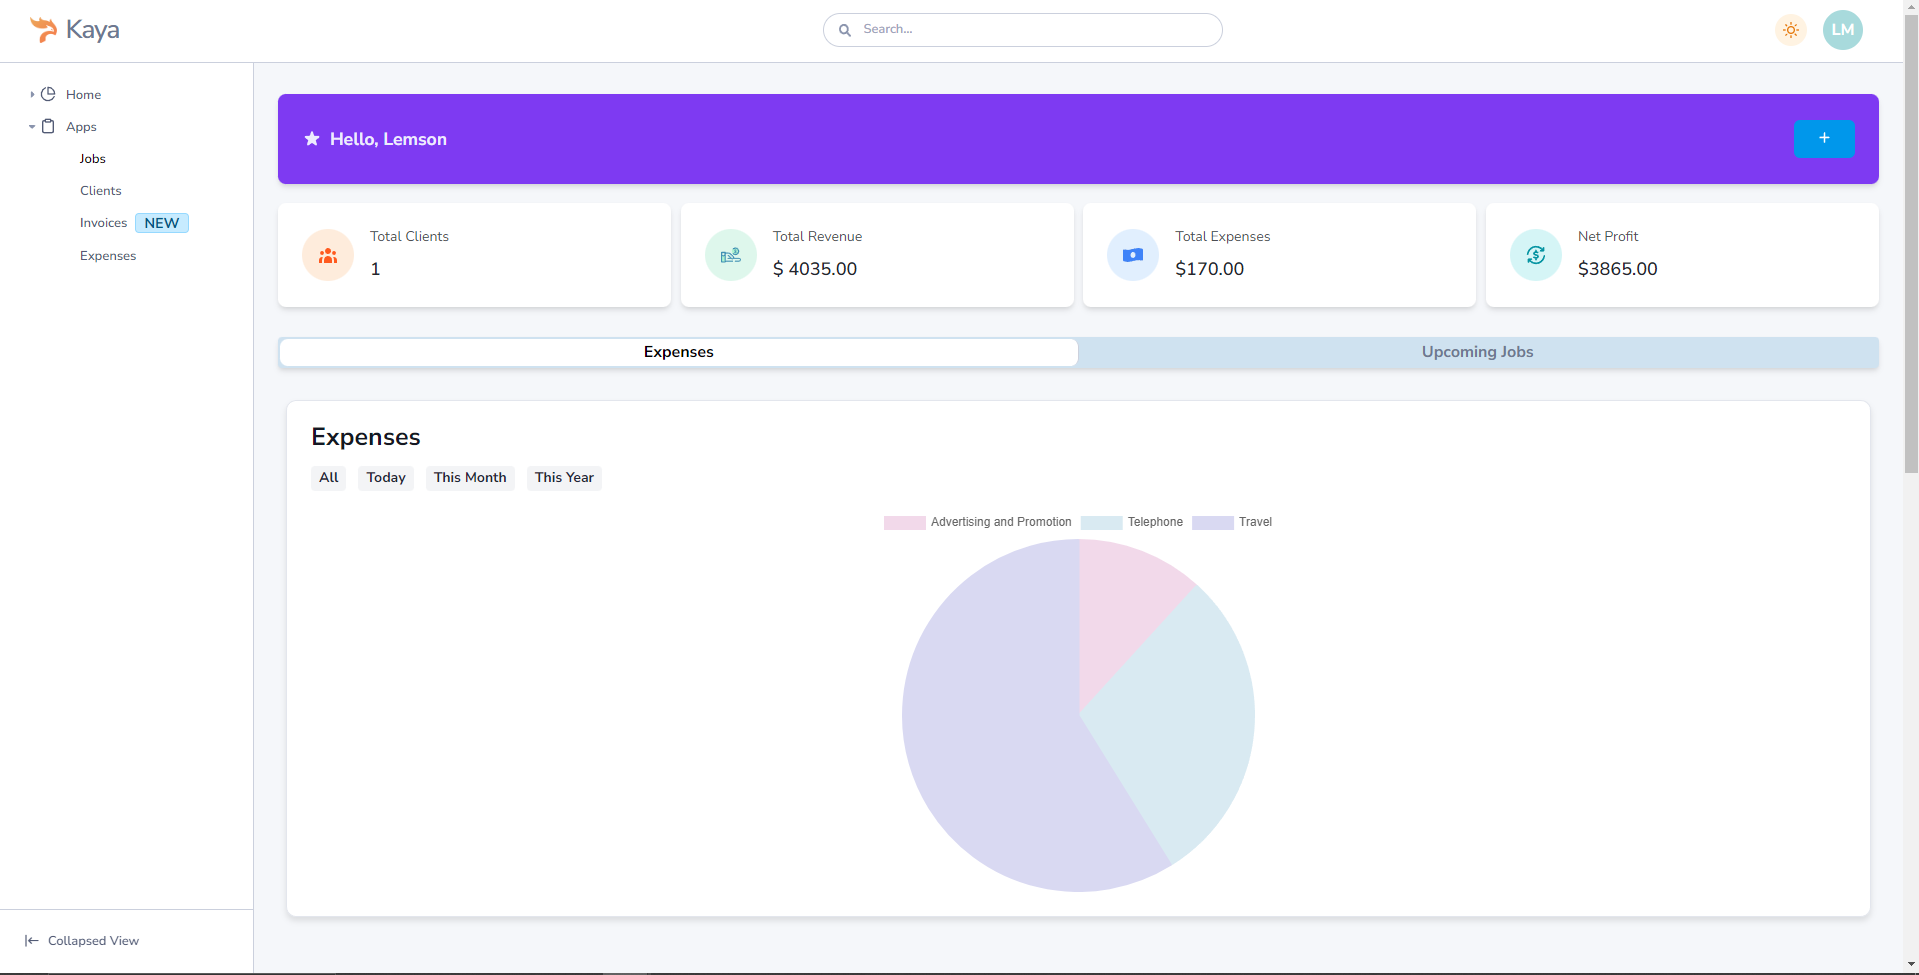 Kaya
Search...
LM
Home
Apps
Jobs
Clients
Invoices NEW
Expenses
Collapsed View
Hello, Lemson
+
Total Clients
1
Total Revenue
$ 4035.00
Total Expenses
$170.00
Net Profit
$3865.00
Expenses
Upcoming Jobs
Expenses
All Today This Month This Year
Advertising and Promotion Telephone Travel